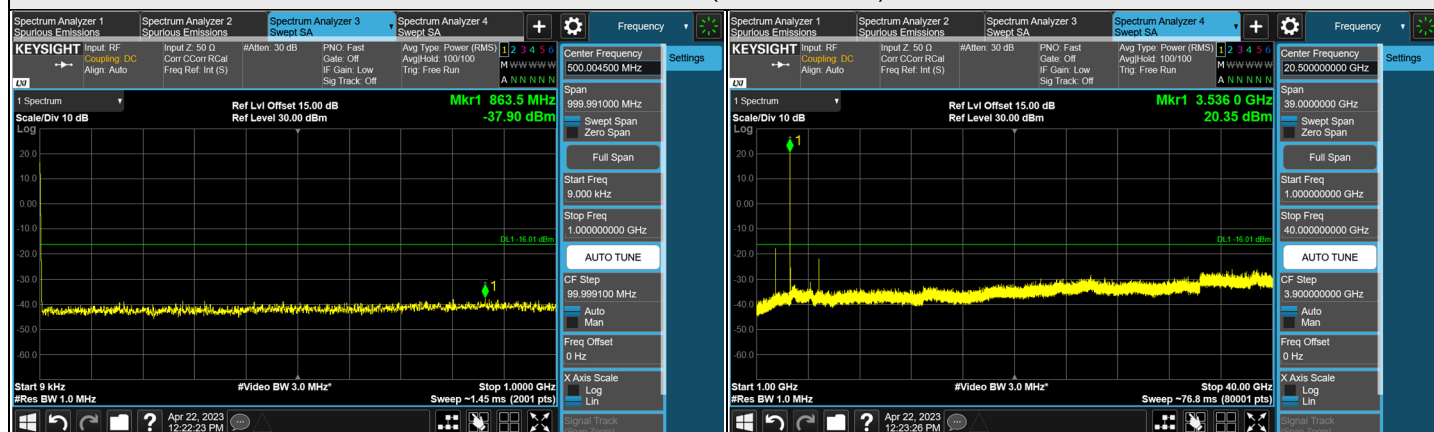 Spectrum Analyzer 1
Spurious Emissions
Spectrum Analyzer 2
Spurious Emissions
Spectrum Analyzer 3
Swept SA
Spectrum Analyzer 4
Swept SA
+
Frequency
KEYSIGHT
LXI
Input: RF
Coupling: DC
Align: Auto
Input Z: 50 Ω
Corr CCorr RCal
Freq Ref: Int (S)
#Atten: 30 dB
PNO: Fast
Gate: Off
IF Gain: Low
Sig Track: Off
Avg Type: Power (RMS)
Avg|Hold: 100/100
Trig: Free Run
1 2 3 4 5 6
M W W W W W
A N N N N N
1 Spectrum
Scale/Div 10 dB
Log
Ref Lvl Offset 15.00 dB
Ref Level 30.00 dBm
Mkr1 863.5 MHz
-37.90 dBm
20.0
10.0
0.00
-10.0
-20.0
-30.0
-40.0
-50.0
-60.0
DL1 -16.01 dBm
1
Start 9 kHz
#Res BW 1.0 MHz
#Video BW 3.0 MHz*
Stop 1.0000 GHz
Sweep ~1.45 ms (2001 pts)
Center Frequency
500.004500 MHz
Settings
Span
999.991000 MHz
Swept Span
Zero Span
Full Span
Start Freq
9.000 kHz
Stop Freq
1.000000000 GHz
AUTO TUNE
CF Step
99.999100 MHz
Auto
Man
Freq Offset
0 Hz
X Axis Scale
Log
Lin
Signal Track
(Span Zoom)
?
Apr 22, 2023
12:22:23 PM
Spectrum Analyzer 1
Spurious Emissions
Spectrum Analyzer 2
Spurious Emissions
Spectrum Analyzer 3
Swept SA
Spectrum Analyzer 4
Swept SA
+
Frequency
KEYSIGHT
LXI
Input: RF
Coupling: DC
Align: Auto
Input Z: 50 Ω
Corr CCorr RCal
Freq Ref: Int (S)
#Atten: 30 dB
PNO: Fast
Gate: Off
IF Gain: Low
Sig Track: Off
Avg Type: Power (RMS)
Avg|Hold: 100/100
Trig: Free Run
1 2 3 4 5 6
M W W W W W
A N N N N N
1 Spectrum
Scale/Div 10 dB
Log
Ref Lvl Offset 15.00 dB
Ref Level 30.00 dBm
Mkr1 3.536 0 GHz
20.35 dBm
20.0
10.0
0.00
-10.0
-20.0
-30.0
-40.0
-50.0
-60.0
DL1 -16.01 dBm
1
Start 1.00 GHz
#Res BW 1.0 MHz
#Video BW 3.0 MHz*
Stop 40.00 GHz
Sweep ~76.8 ms (80001 pts)
Center Frequency
20.500000000 GHz
Settings
Span
39.0000000 GHz
Swept Span
Zero Span
Full Span
Start Freq
1.000000000 GHz
Stop Freq
40.000000000 GHz
AUTO TUNE
CF Step
3.900000000 GHz
Auto
Man
Freq Offset
0 Hz
X Axis Scale
Log
Lin
Signal Track
(Span Zoom)
?
Apr 22, 2023
12:23:26 PM